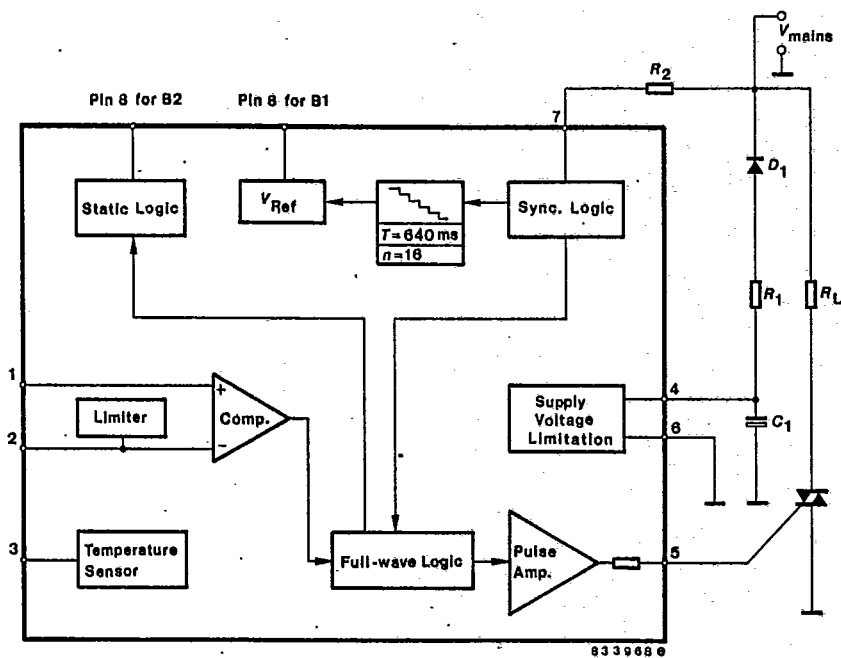 V mains
R2
Pin 8 for B2
Pin 8 for B1
7
D1
Static Logic
VRef
T=640 ms
n=16
Sync. Logic
R1
RL
1
+
Limiter
Comp.
2
−
Supply
Voltage
Limitation
4
6
C1
3
Temperature
Sensor
Full-wave Logic
Pulse
Amp.
5
833968e